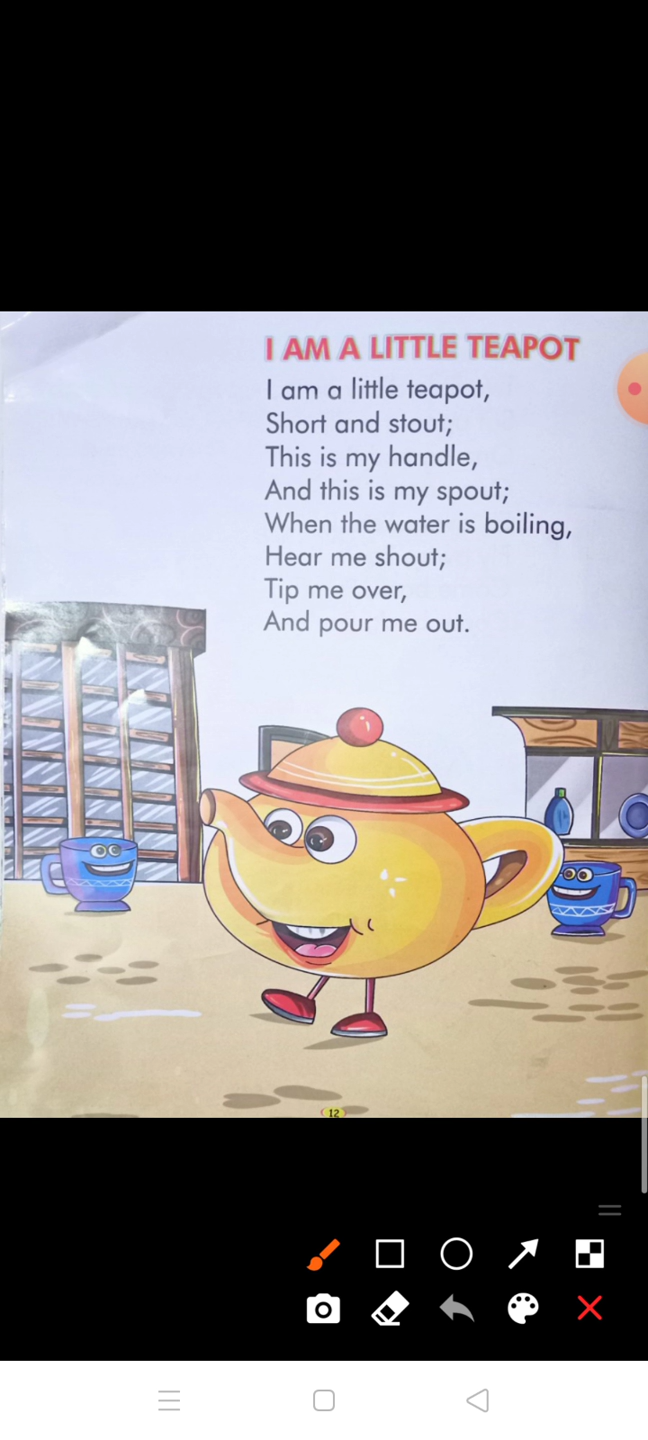 I AM A LITTLE TEAPOT
I am a little teapot,
Short and stout;
This is my handle,
And this is my spout;
When the water is boiling,
Hear me shout;
Tip me over,
And pour me out.
12